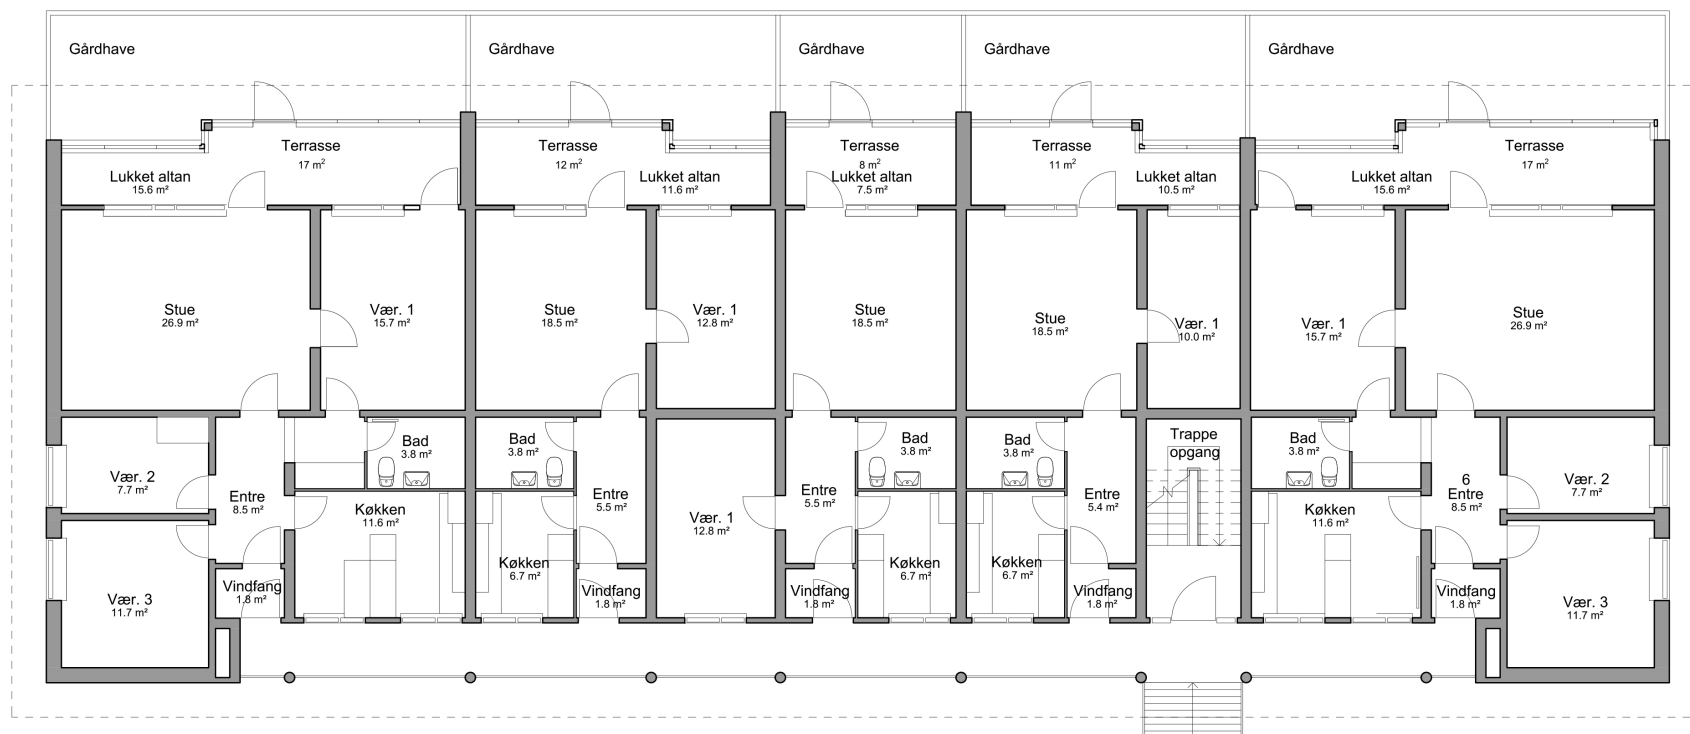 Gårdhave
Gårdhave
Gårdhave
Gårdhave
Gårdhave
Terrasse
17 m²
Lukket altan
15.6 m²
Terrasse
12 m²
Lukket altan
11.6 m²
Terrasse
8 m²
Lukket altan
7.5 m²
Terrasse
11 m²
Lukket altan
10.5 m²
Terrasse
17 m²
Lukket altan
15.6 m²
Stue
26.9 m²
Vær. 1
15.7 m²
Stue
18.5 m²
Vær. 1
12.8 m²
Stue
18.5 m²
Stue
18.5 m²
Vær. 1
10.0 m²
Vær. 1
15.7 m²
Stue
26.9 m²
Vær. 2
7.7 m²
Entre
8.5 m²
Bad
3.8 m²
Køkken
11.6 m²
Bad
3.8 m²
Entre
5.5 m²
Vær. 1
12.8 m²
Entre
5.5 m²
Bad
3.8 m²
Bad
3.8 m²
Entre
5.4 m²
Trappe
opgang
Bad
3.8 m²
Køkken
11.6 m²
6
Entre
8.5 m²
Vær. 2
7.7 m²
Vær. 3
11.7 m²
Vindfang
1.8 m²
Køkken
6.7 m²
Vindfang
1.8 m²
Vindfang
1.8 m²
Køkken
6.7 m²
Køkken
6.7 m²
Vindfang
1.8 m²
Vindfang
1.8 m²
Vær. 3
11.7 m²